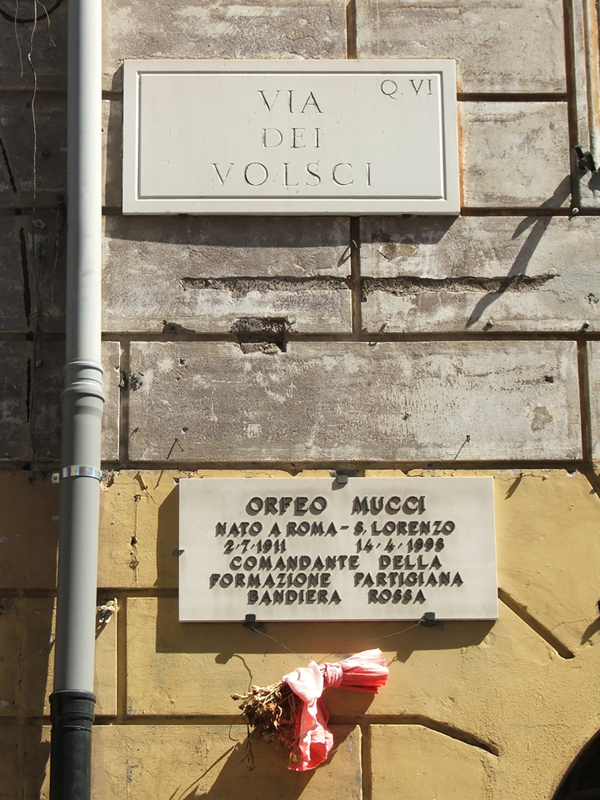 Q. VI
VIA
DEI
VOLSCI
ORFEO MUCCI
NATO A ROMA - S. LORENZO
2·7·1911 14·4·1998
COMANDANTE DELLA
FORMAZIONE PARTIGIANA
BANDIERA ROSSA